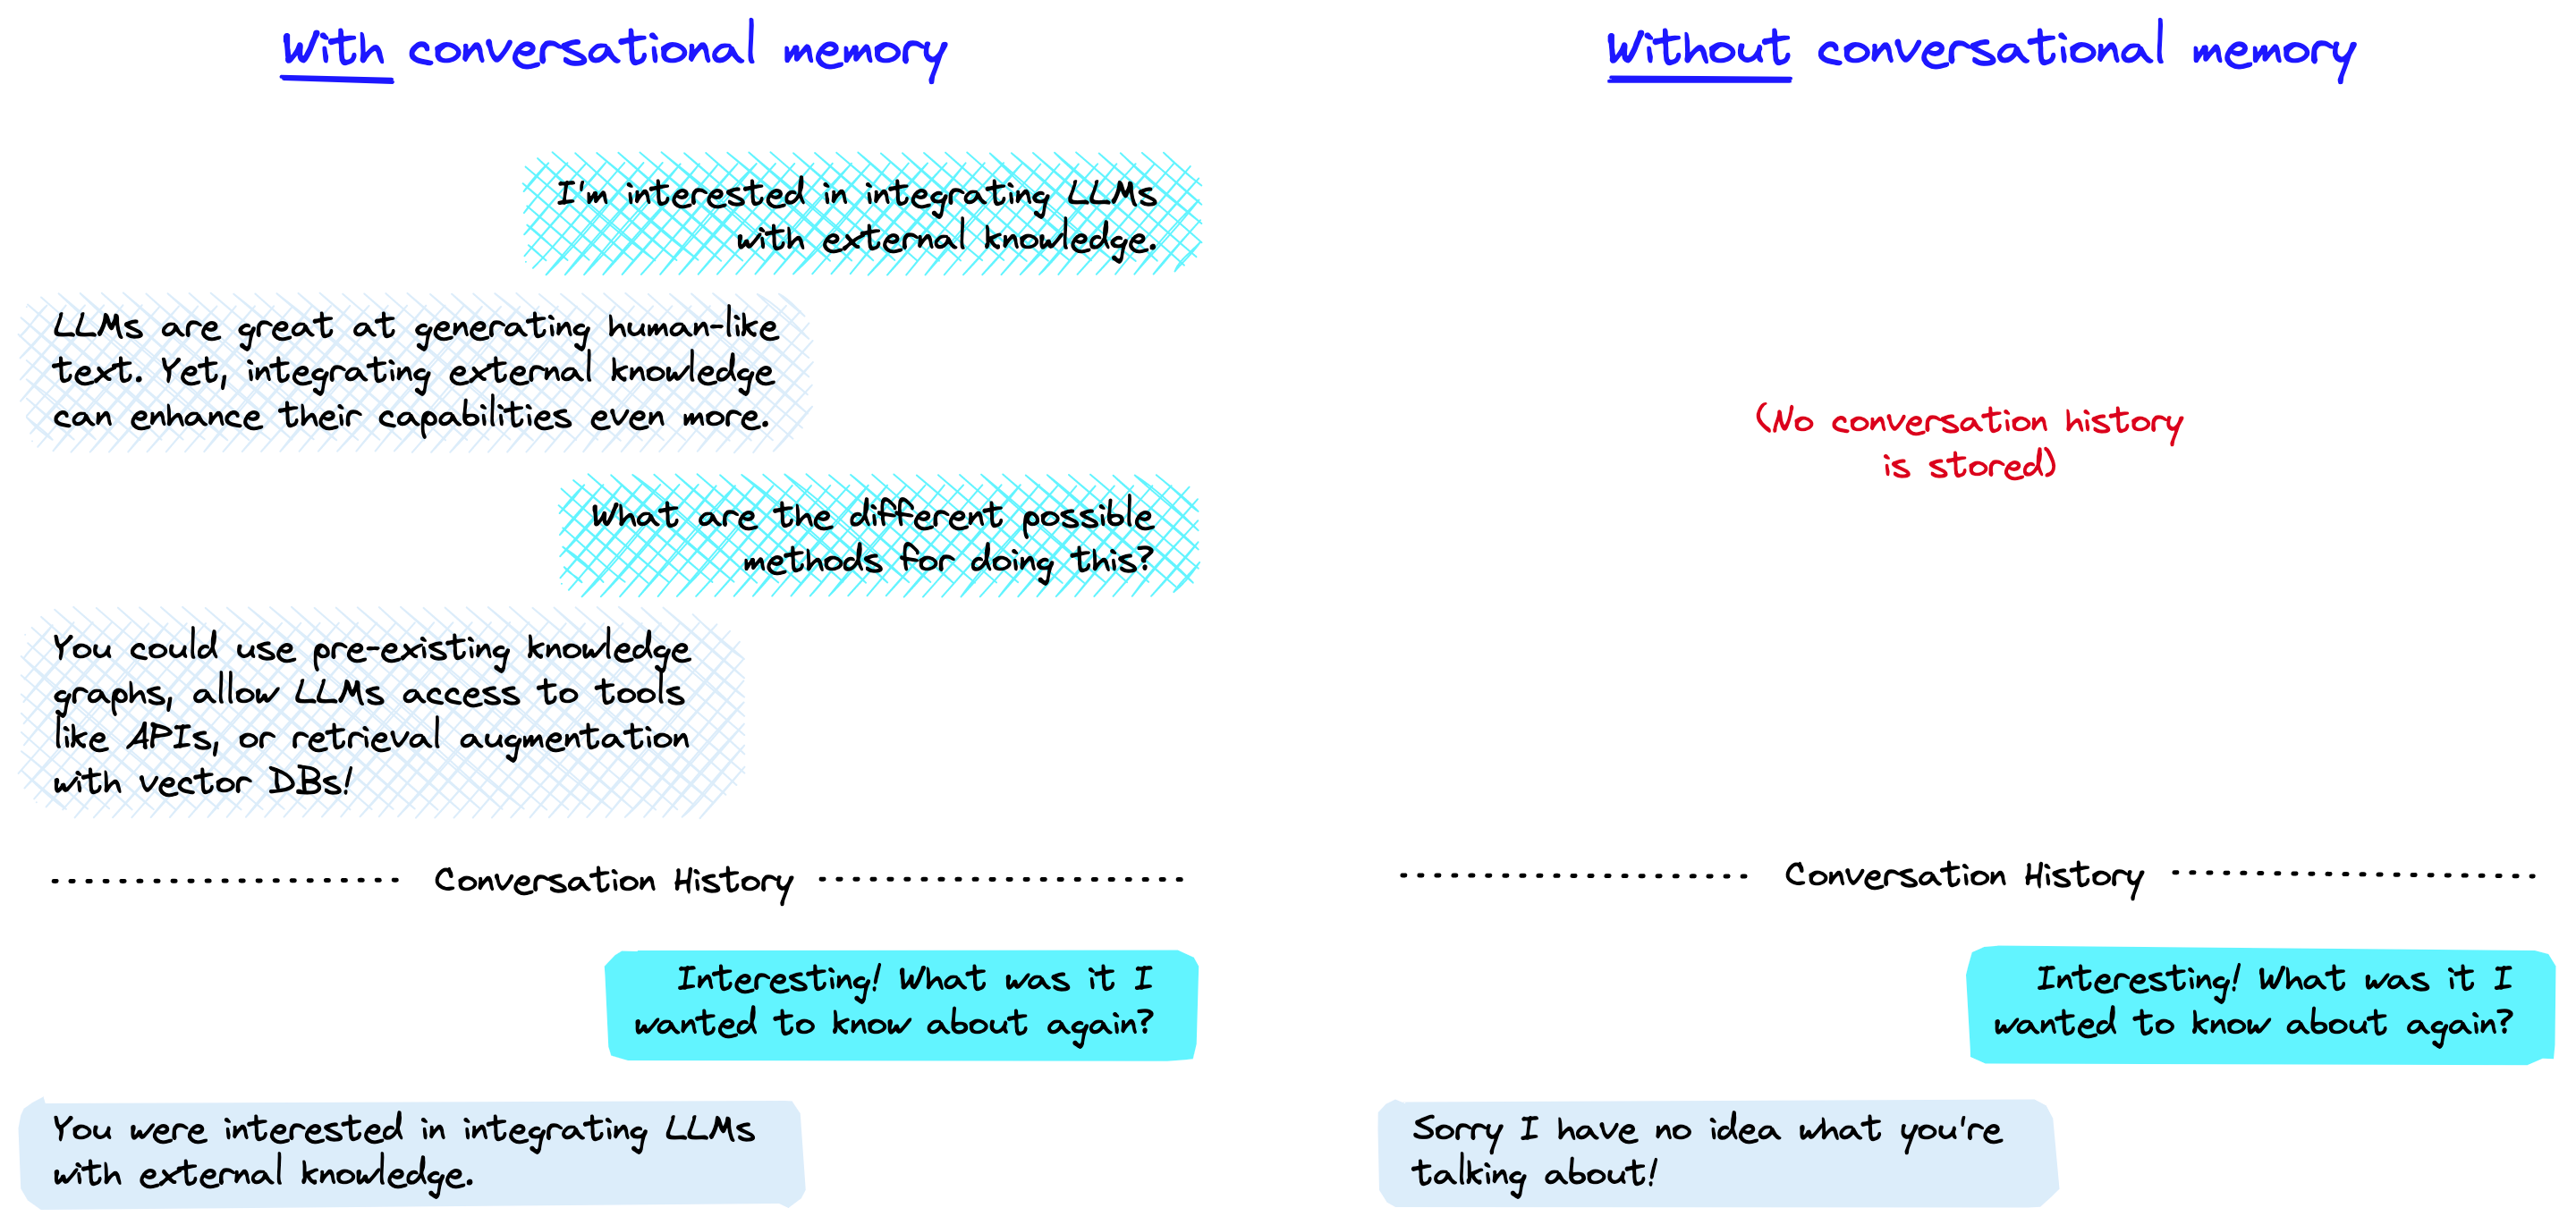 With conversational memory
I'm interested in integrating LLMs
with external knowledge.
LLMs are great at generating human-like
text. Yet, integrating external knowledge
can enhance their capabilities even more.
What are the different possible
methods for doing this?
You could use pre-existing knowledge
graphs, allow LLMs access to tools
like APIs, or retrieval augmentation
with vector DBs!
Conversation History
Interesting! What was it I
wanted to know about again?
You were interested in integrating LLMs
with external knowledge.
Without conversational memory
(No conversation history
is stored)
Conversation History
Interesting! What was it I
wanted to know about again?
Sorry I have no idea what you're
talking about!